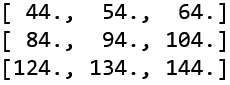 [ 44., 54., 64.]
[ 84., 94., 104.]
[124., 134., 144.]